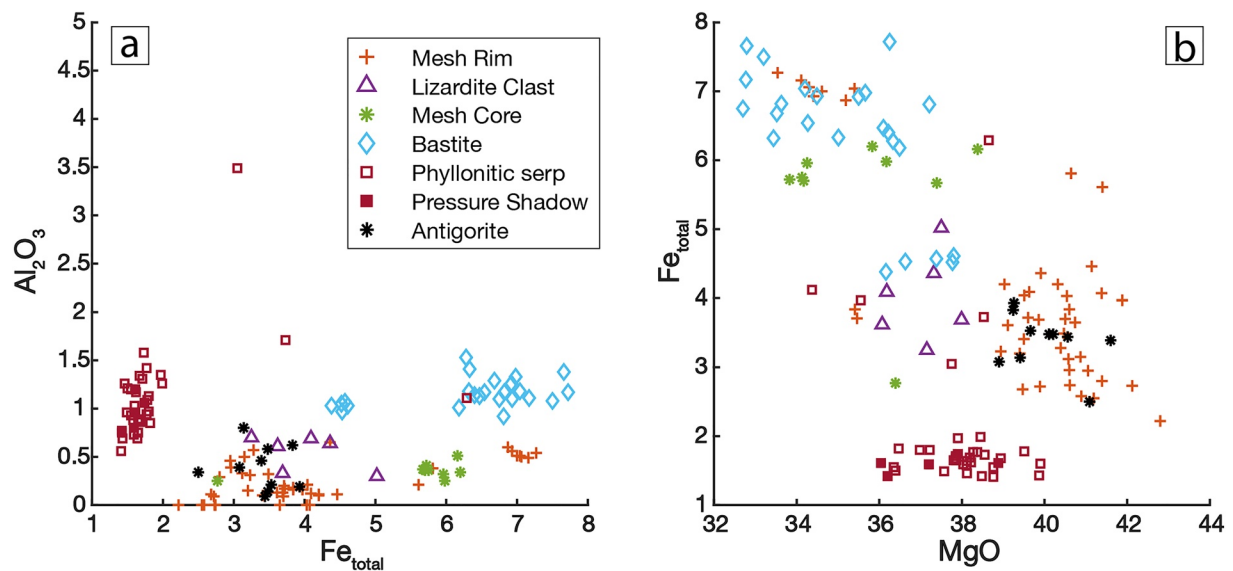 a
5
4.5
4
3.5
3
2.5
2
1.5
1
0.5
0
Al₂O₃
1 2 3 4 5 6 7 8
Fe_total
Mesh Rim
Lizardite Clast
Mesh Core
Bastite
Phyllonitic serp
Pressure Shadow
Antigorite
b
8
7
6
5
4
3
2
1
Fe_total
32 34 36 38 40 42 44
MgO